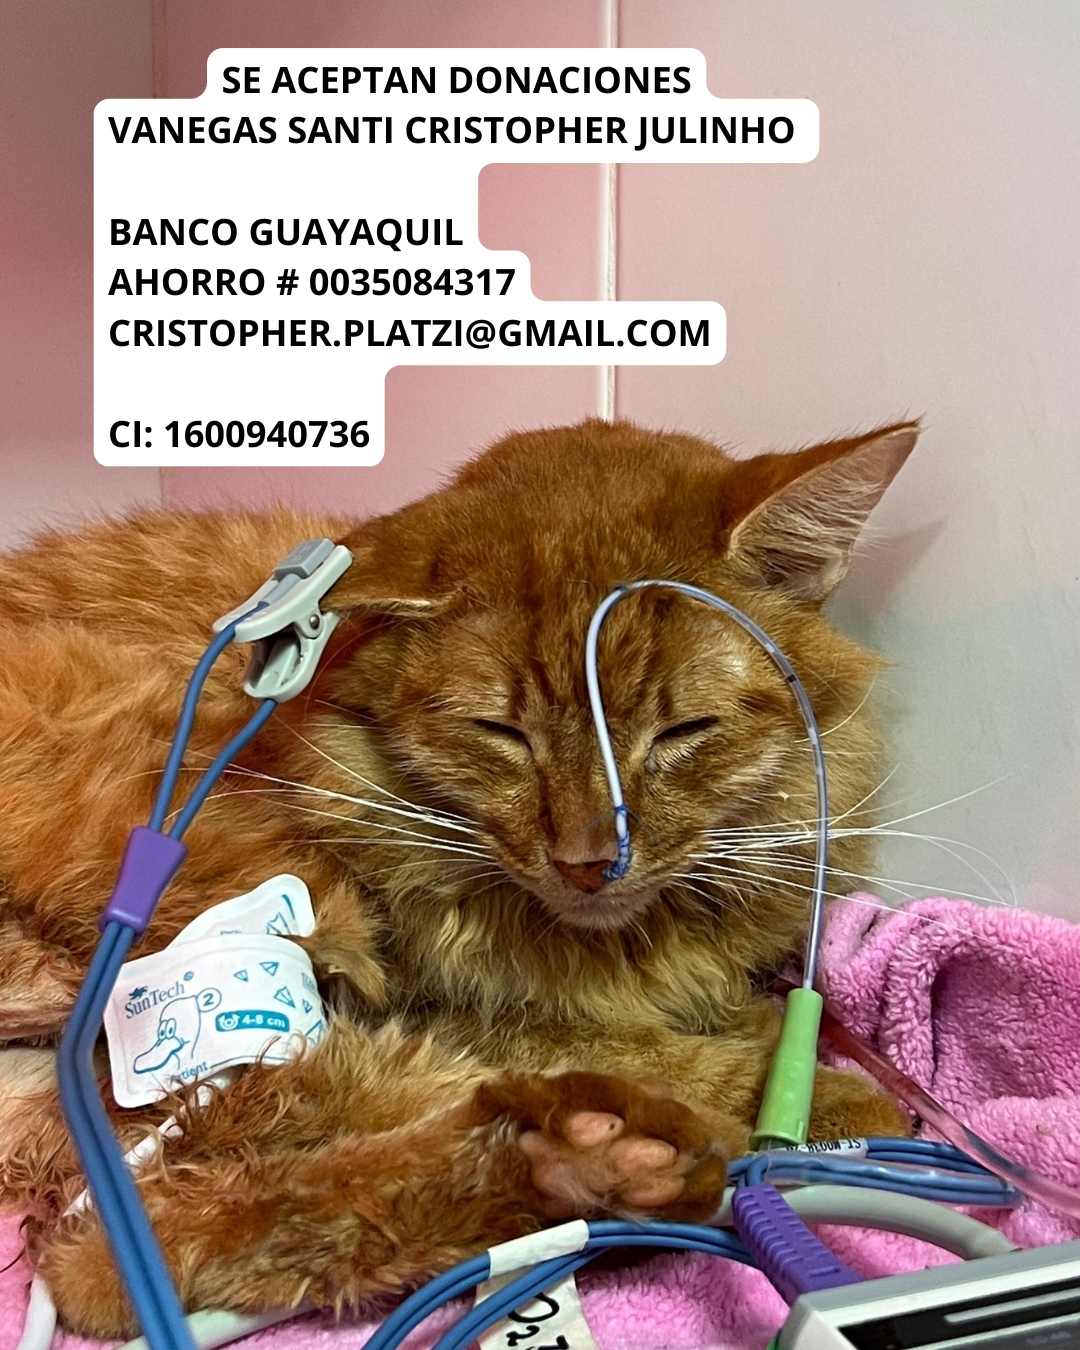 SE ACEPTAN DONACIONES
VANEGAS SANTI CRISTOPHER JULINHO
BANCO GUAYAQUIL
AHORRO # 0035084317
CRISTOPHER.PLATZI@GMAIL.COM
CI: 1600940736
SunTech®
2
4-8 cm